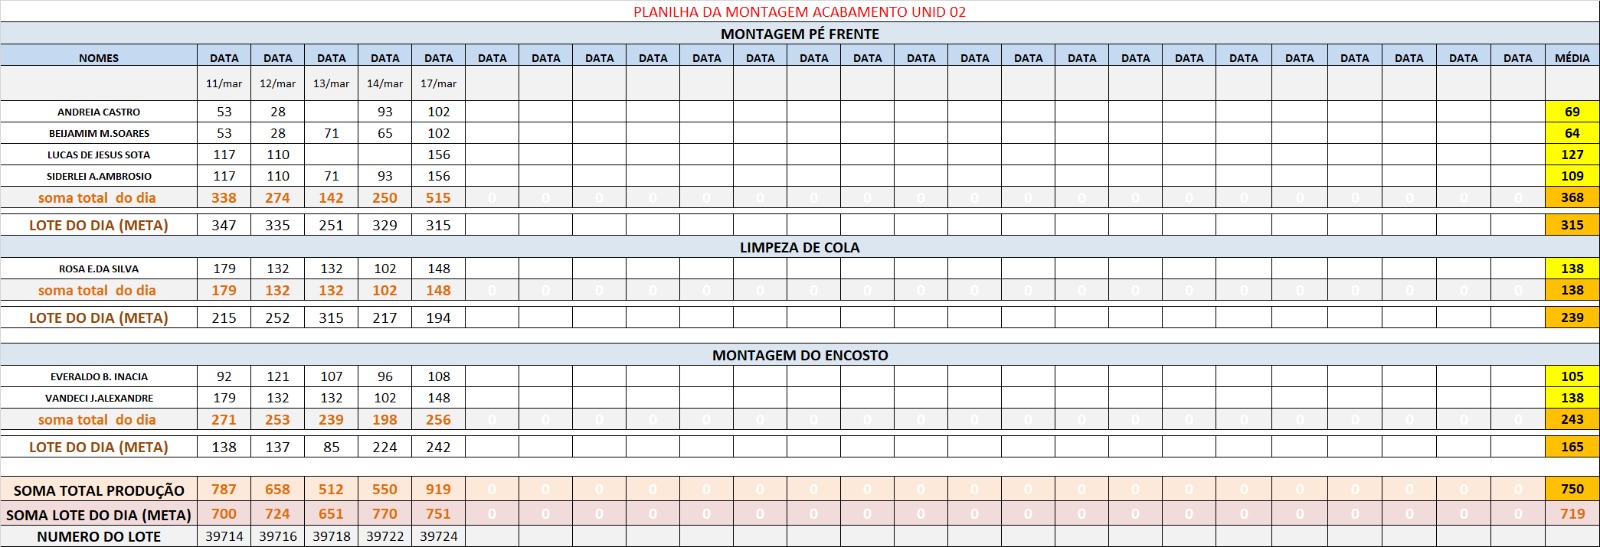 PLANILHA DA MONTAGEM ACABAMENTO UNID 02
MONTAGEM PÉ FRENTE
NOMES DATA DATA DATA DATA DATA DATA DATA DATA DATA DATA DATA DATA DATA DATA DATA DATA DATA DATA DATA DATA DATA DATA DATA DATA DATA MÉDIA
11/mar 12/mar 13/mar 14/mar 17/mar
ANDREIA CASTRO 53 28 93 102 69
BEIJAMIM M.SOARES 53 28 71 65 102 64
LUCAS DE JESUS SOTA 117 110 156 127
SIDERLEI A.AMBROSIO 117 110 71 93 156 109
soma total do dia 338 274 142 250 515 0 0 0 0 0 0 0 0 0 0 0 0 0 0 0 0 0 0 0 0 368
LOTE DO DIA (META) 347 335 251 329 315 315
LIMPEZA DE COLA
ROSA E.DA SILVA 179 132 132 102 148 138
soma total do dia 179 132 132 102 148 0 0 0 0 0 0 0 0 0 0 0 0 0 0 0 0 0 0 0 0 138
LOTE DO DIA (META) 215 252 315 217 194 239
MONTAGEM DO ENCOSTO
EVERALDO B. INACIA 92 121 107 96 108 105
VANDECI J.ALEXANDRE 179 132 132 102 148 138
soma total do dia 271 253 239 198 256 0 0 0 0 0 0 0 0 0 0 0 0 0 0 0 0 0 0 0 0 243
LOTE DO DIA (META) 138 137 85 224 242 165
SOMA TOTAL PRODUÇÃO 787 658 512 550 919 0 0 0 0 0 0 0 0 0 0 0 0 0 0 0 0 0 0 0 0 750
SOMA LOTE DO DIA (META) 700 724 651 770 751 0 0 0 0 0 0 0 0 0 0 0 0 0 0 0 0 0 0 0 0 719
NUMERO DO LOTE 39714 39716 39718 39722 39724